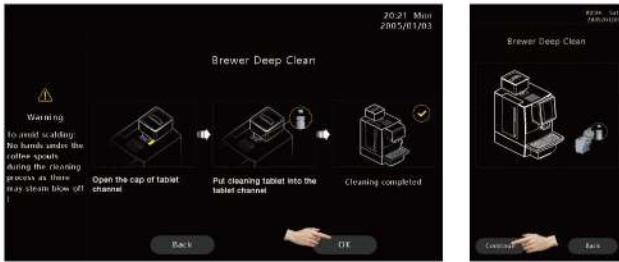 20:21 Mon
2005/01/03
Brewer Deep Clean
Warning
To avoid scalding:
No hands under the
coffee spouts
during the cleaning
process as there
may steam blow off
!
Open the cap of tablet
channel
Put cleaning tablet into the
tablet channel
Cleaning completed
Back
OK
Brewer Deep Clean
Continue
Back